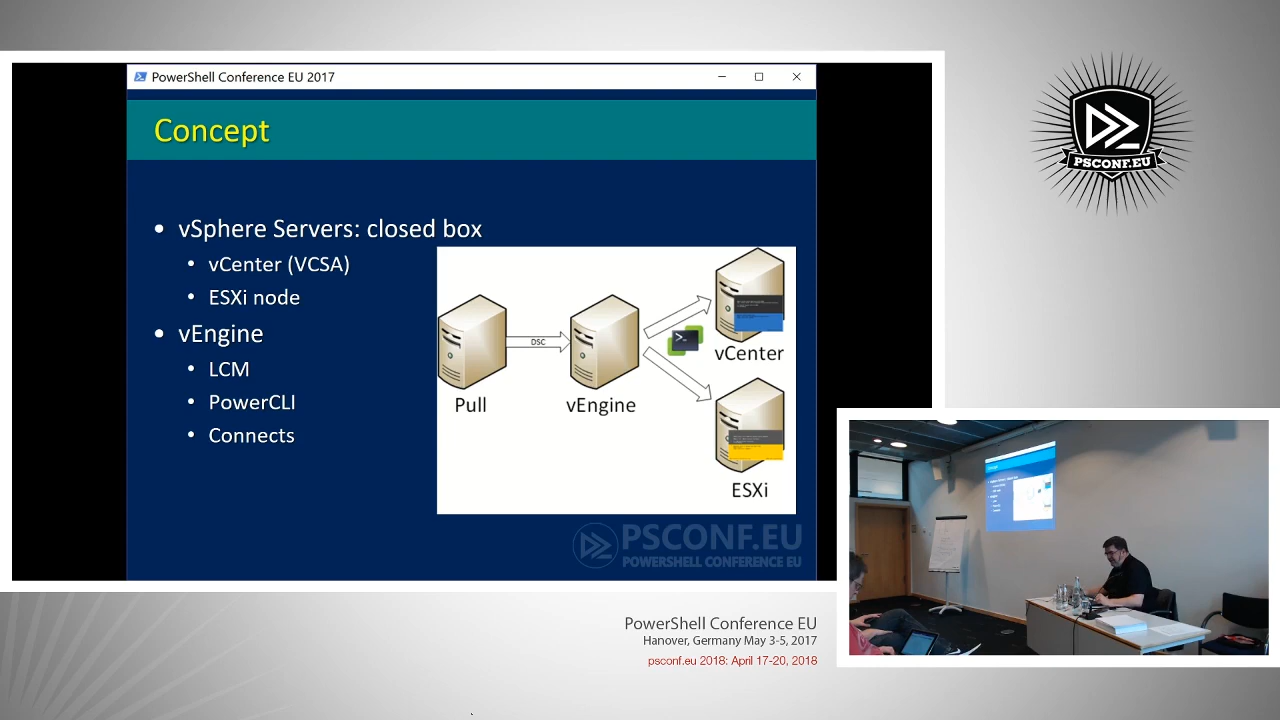 PowerShell Conference EU 2017
Concept
• vSphere Servers: closed box
• vCenter (VCSA)
• ESXi node
• vEngine
• LCM
• PowerCLI
• Connects
Pull
DSC
vEngine
>_
vCenter
ESXi
PSCONF.EU
POWERSHELL CONFERENCE EU
PSCONF.EU
PowerShell Conference EU
Hanover, Germany May 3-5, 2017
psconf.eu 2018: April 17-20, 2018